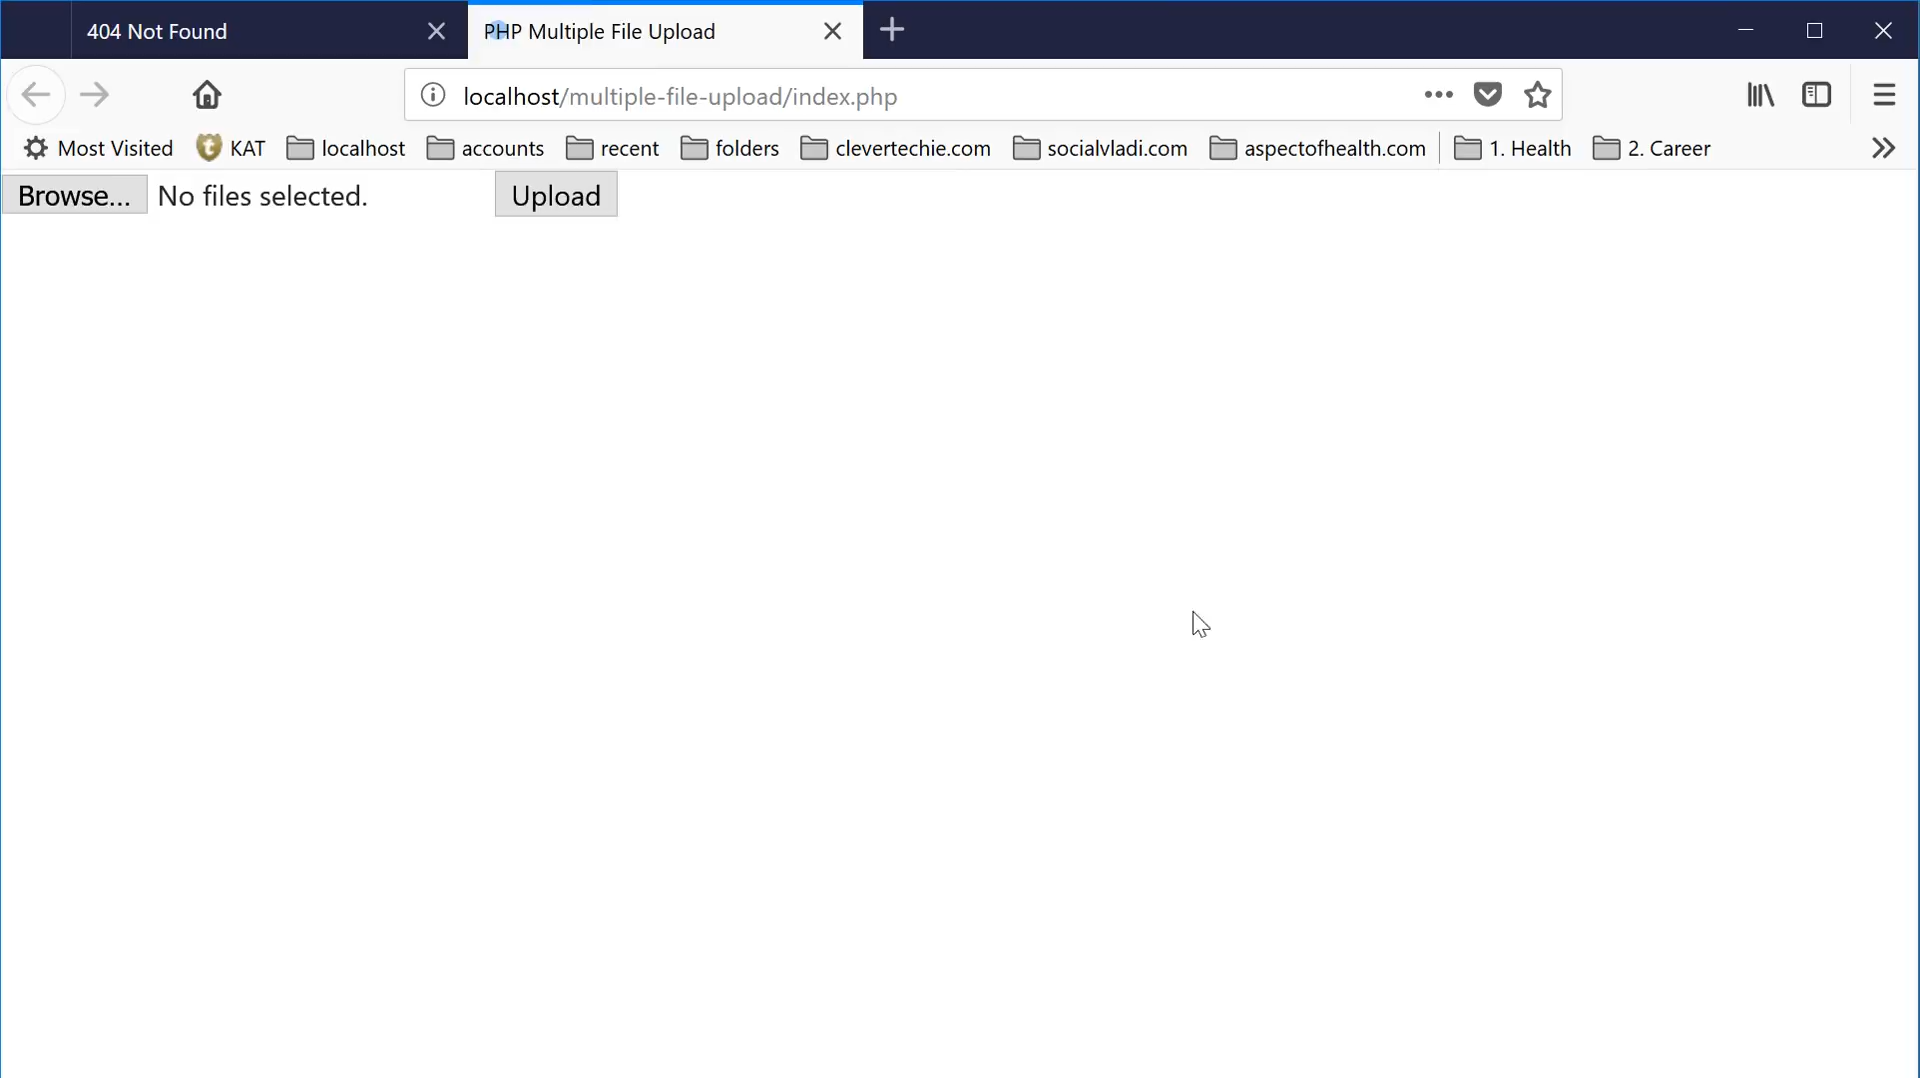 404 Not Found
PHP Multiple File Upload
localhost/multiple-file-upload/index.php
Most Visited KAT localhost accounts recent folders clevertechie.com socialvladi.com aspectofhealth.com 1. Health 2. Career
Browse... No files selected. Upload